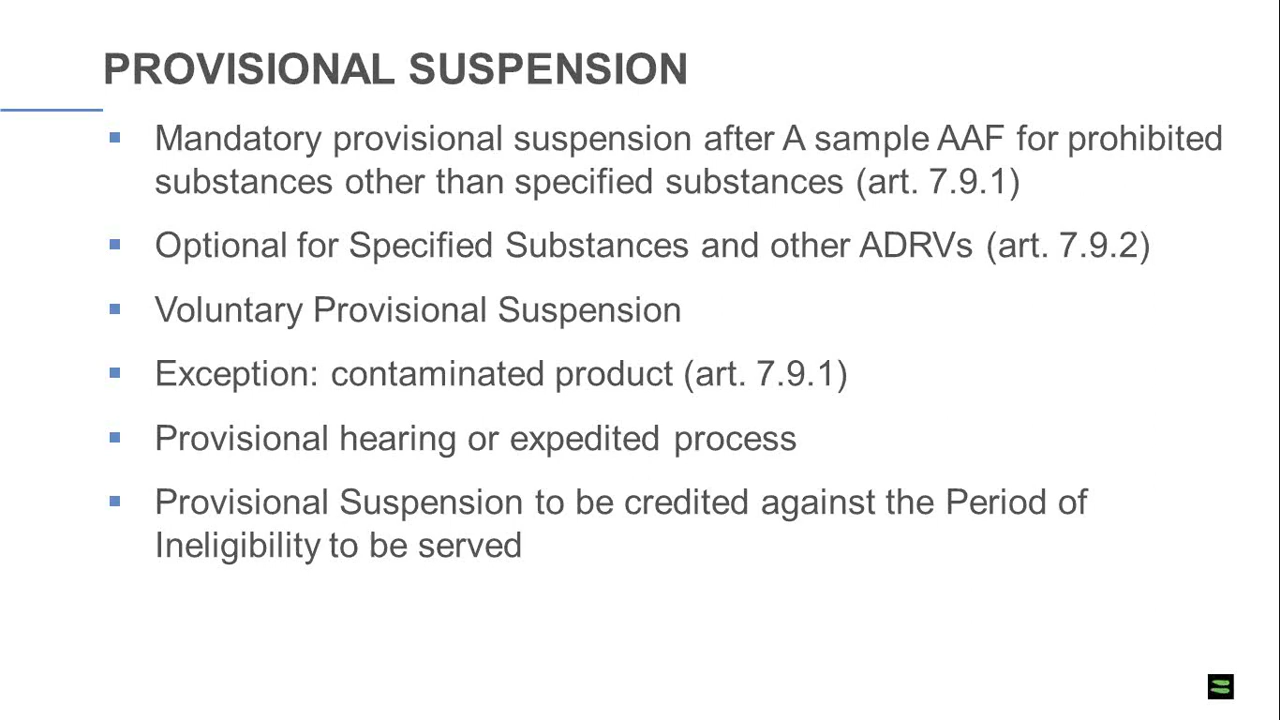 PROVISIONAL SUSPENSION
▪ Mandatory provisional suspension after A sample AAF for prohibited
substances other than specified substances (art. 7.9.1)
▪ Optional for Specified Substances and other ADRVs (art. 7.9.2)
▪ Voluntary Provisional Suspension
▪ Exception: contaminated product (art. 7.9.1)
▪ Provisional hearing or expedited process
▪ Provisional Suspension to be credited against the Period of
Ineligibility to be served